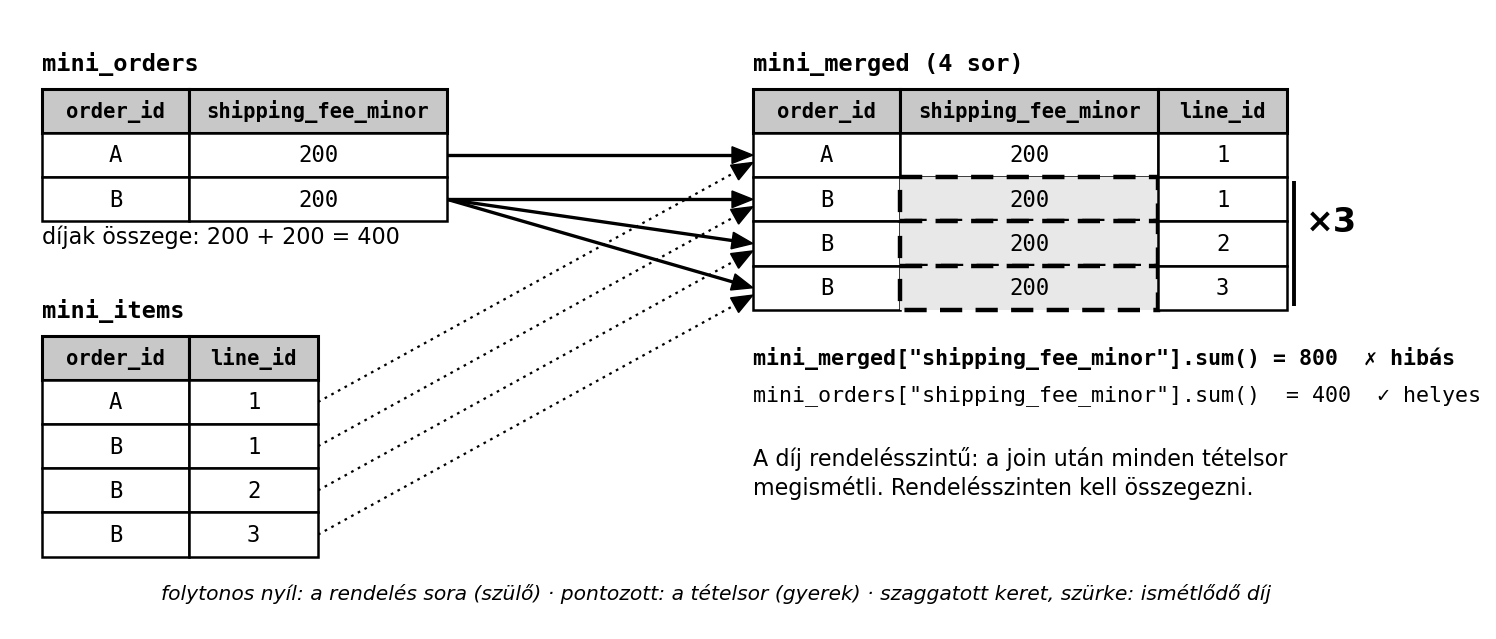 mini_orders
order_id shipping_fee_minor
A 200
B 200
díjak összege: 200 + 200 = 400
mini_items
order_id line_id
A 1
B 1
B 2
B 3
mini_merged (4 sor)
order_id shipping_fee_minor line_id
A 200 1
B 200 1
B 200 2
B 200 3
×3
mini_merged["shipping_fee_minor"].sum() = 800 ✗ hibás
mini_orders["shipping_fee_minor"].sum() = 400 ✓ helyes
A díj rendelésszintű: a join után minden tételsor
megismétli. Rendelésszinten kell összegezni.
folytonos nyíl: a rendelés sora (szülő) · pontozott: a tételsor (gyerek) · szaggatott keret, szürke: ismétlődő díj